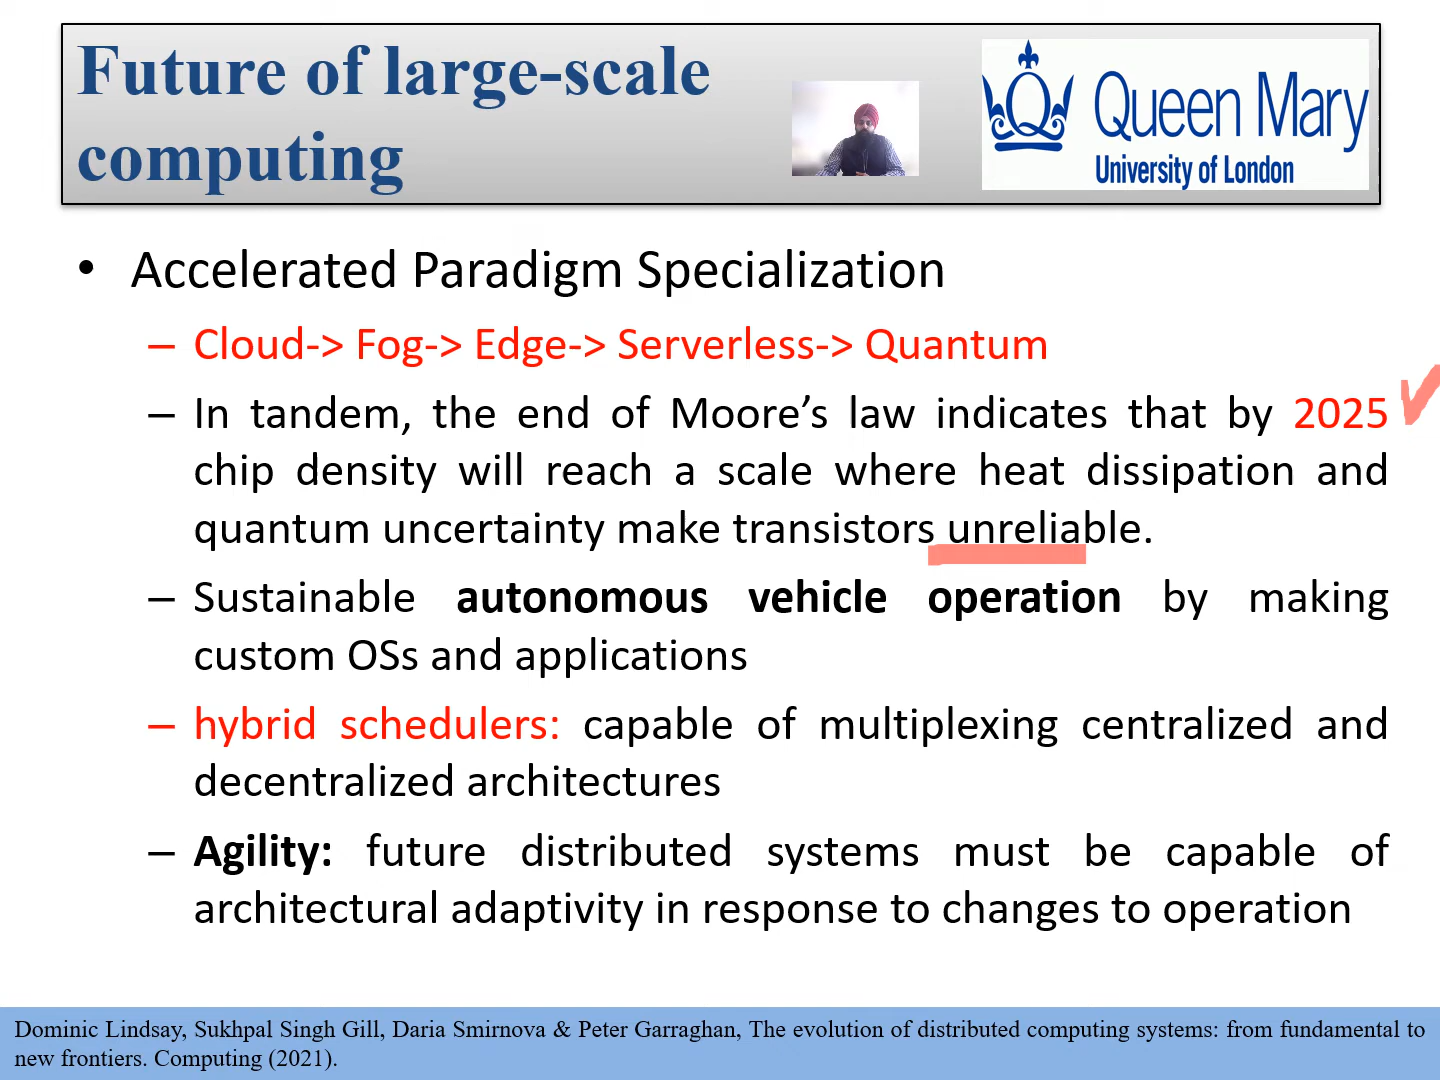 Future of large-scale
computing
Queen Mary
University of London
• Accelerated Paradigm Specialization
– Cloud-> Fog-> Edge-> Serverless-> Quantum
– In tandem, the end of Moore’s law indicates that by 2025
chip density will reach a scale where heat dissipation and
quantum uncertainty make transistors unreliable.
– Sustainable autonomous vehicle operation by making
custom OSs and applications
– hybrid schedulers: capable of multiplexing centralized and
decentralized architectures
– Agility: future distributed systems must be capable of
architectural adaptivity in response to changes to operation
Dominic Lindsay, Sukhpal Singh Gill, Daria Smirnova & Peter Garraghan, The evolution of distributed computing systems: from fundamental to
new frontiers. Computing (2021).